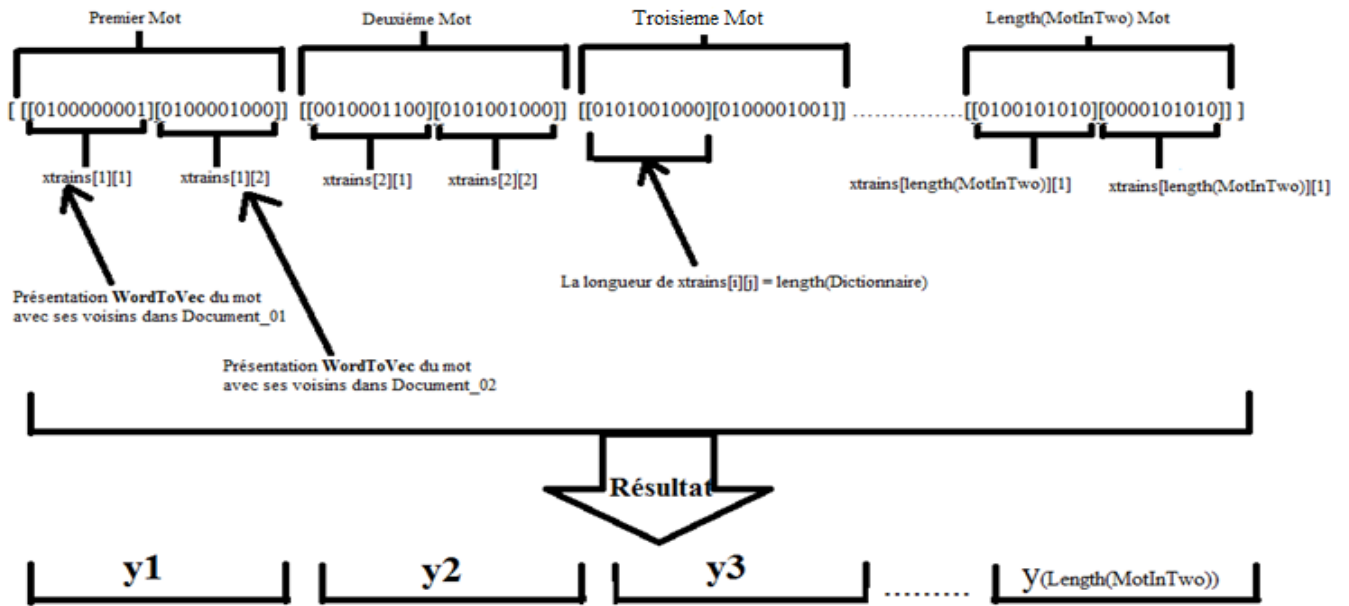 Premier Mot
Deuxiéme Mot
Troisieme Mot
Length(MotInTwo) Mot
[ [[0100000001][0100001000]] [[0010001100][0101001000]] [[0101001000][0100001001]] ................[[0100101010][0000101010]] ]
xtrains[1][1]
xtrains[1][2]
xtrains[2][1]
xtrains[2][2]
xtrains[length(MotInTwo)][1]
xtrains[length(MotInTwo)][1]
La longueur de xtrains[i][j] = length(Dictionnaire)
Présentation WordToVec du mot
avec ses voisins dans Document_01
Présentation WordToVec du mot
avec ses voisins dans Document_02
Résultat
y1
y2
y3
.........
y(Length(MotInTwo))